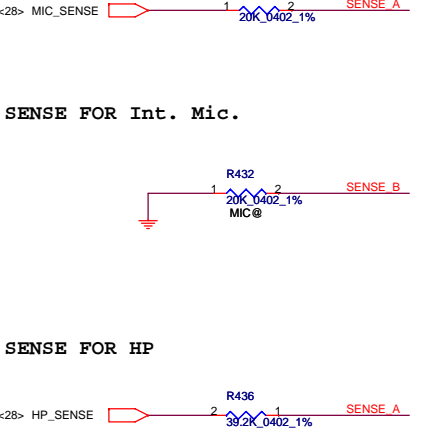 <28> MIC_SENSE 1 2 SENSE_A
20K_0402_1%
SENSE FOR Int. Mic.
R432
1 2 SENSE_B
20K_0402_1%
MIC@
SENSE FOR HP
R436
<28> HP_SENSE 2 1 SENSE_A
39.2K_0402_1%